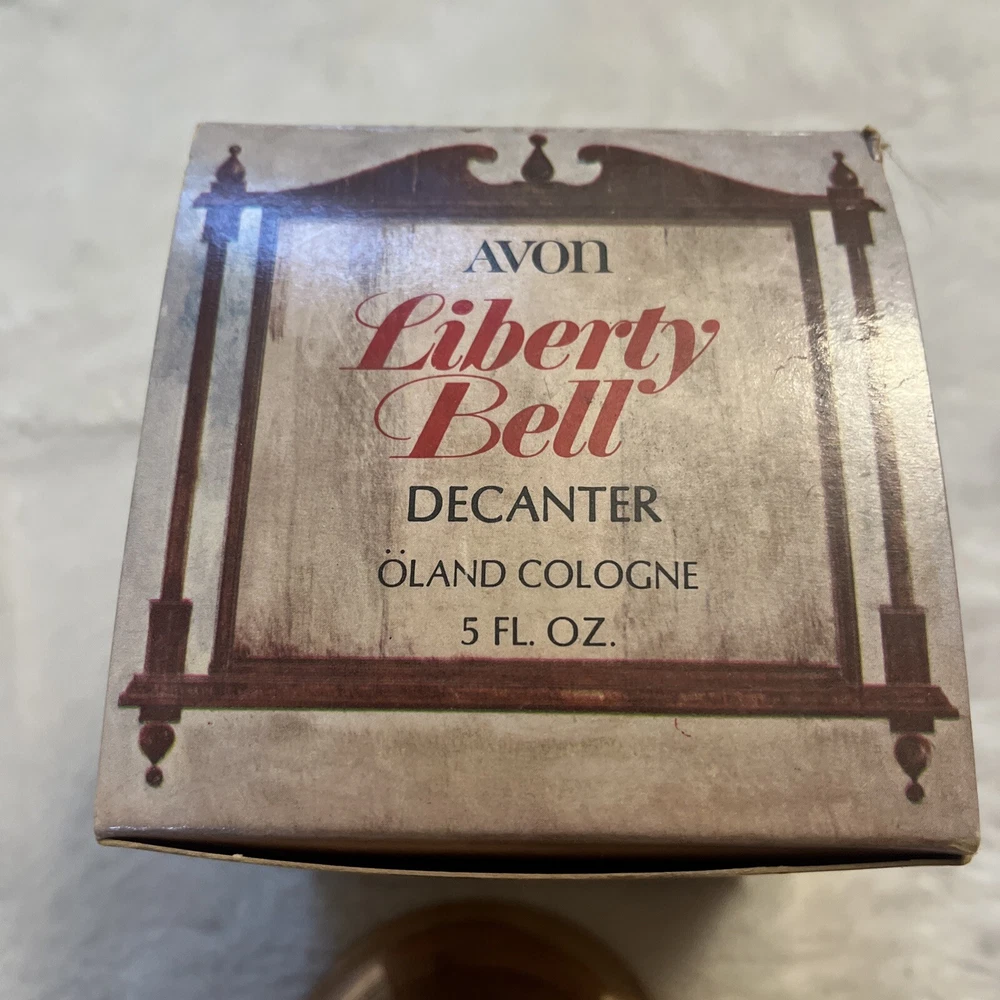 AVON
Liberty
Bell
DECANTER
ÖLAND COLOGNE
5 FL. OZ.